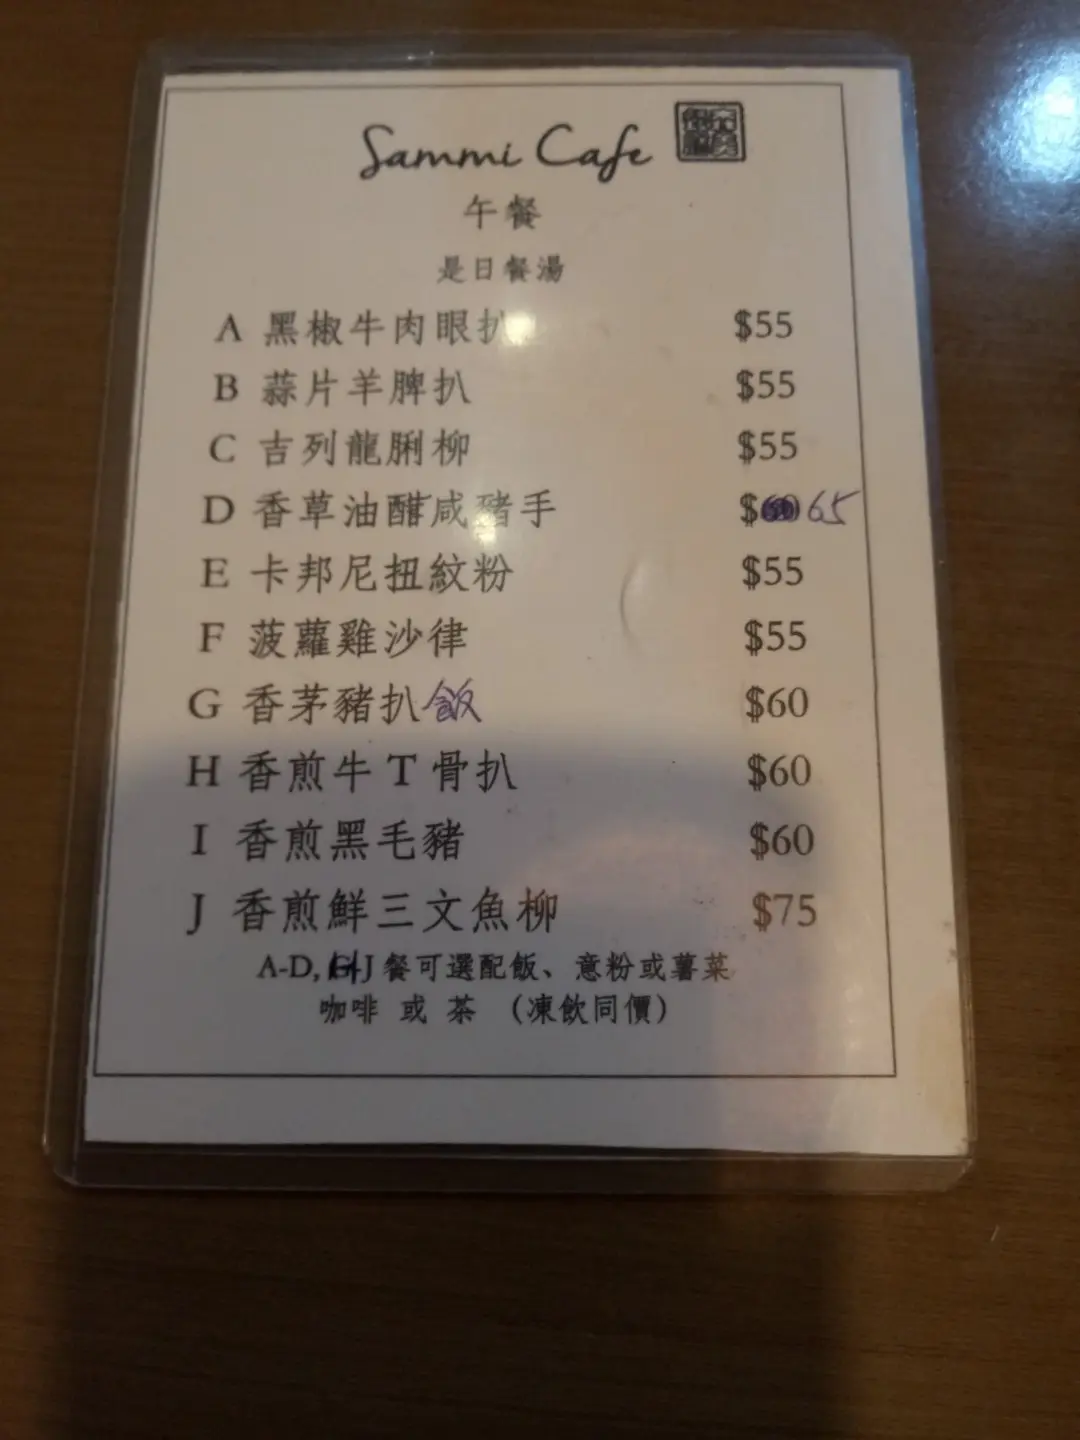 Sammi Cafe
午餐
是日餐湯
A 黑椒牛肉眼扒 $55
B 蒜片羊脾扒 $55
C 吉列龍脷柳 $55
D 香草油醋咸豬手 $65
E 卡邦尼扭紋粉 $55
F 菠蘿雞沙律 $55
G 香茅豬扒飯 $60
H 香煎牛T骨扒 $60
I 香煎黑毛豬 $60
J 香煎鮮三文魚柳 $75
A-D, H-J 餐可選配飯、意粉或薯菜
咖啡 或 茶 （凍飲同價）